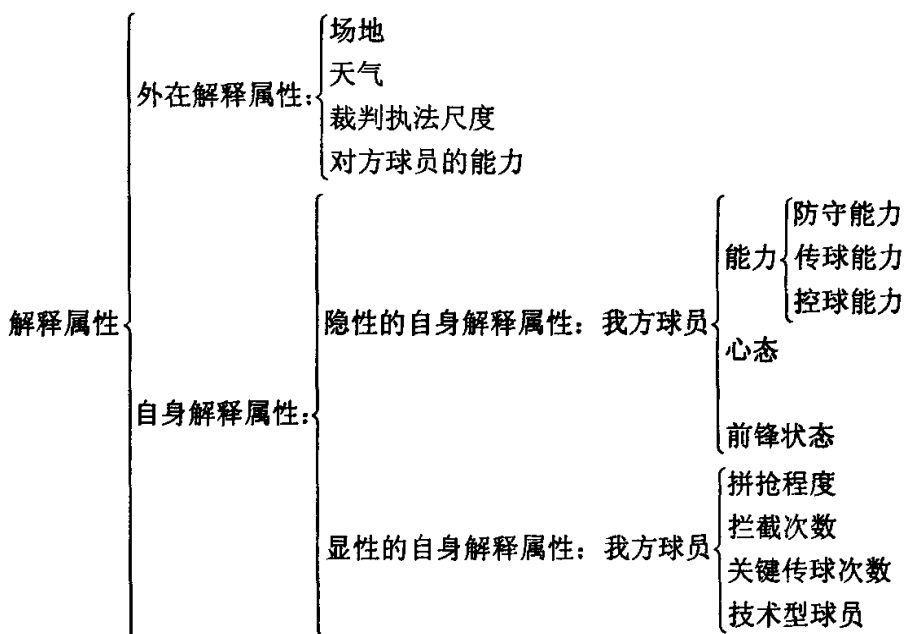 解释属性
外在解释属性：
场地
天气
裁判执法尺度
对方球员的能力
自身解释属性：
隐性的自身解释属性：我方球员
能力
防守能力
传球能力
控球能力
心态
前锋状态
显性的自身解释属性：我方球员
拼抢程度
拦截次数
关键传球次数
技术型球员